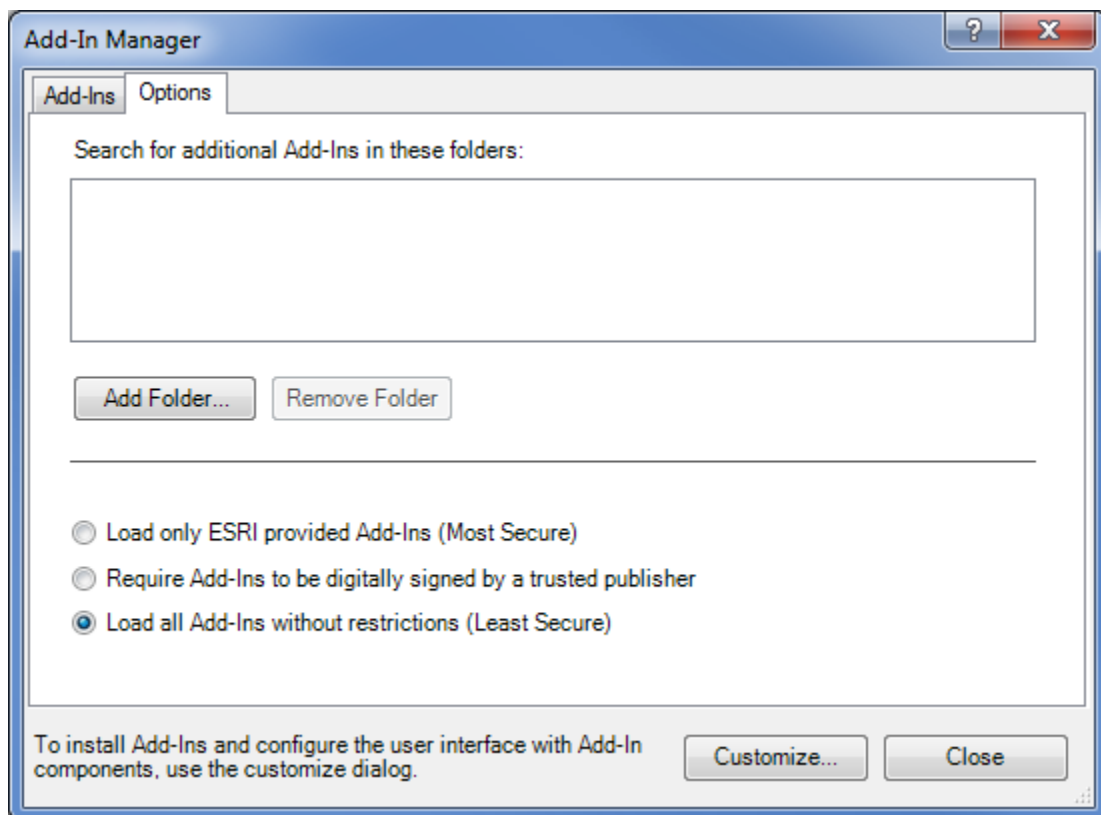 Add-In Manager
Add-Ins Options
Search for additional Add-Ins in these folders:
Add Folder... Remove Folder
Load only ESRI provided Add-Ins (Most Secure)
Require Add-Ins to be digitally signed by a trusted publisher
Load all Add-Ins without restrictions (Least Secure)
To install Add-Ins and configure the user interface with Add-In
components, use the customize dialog.
Customize... Close